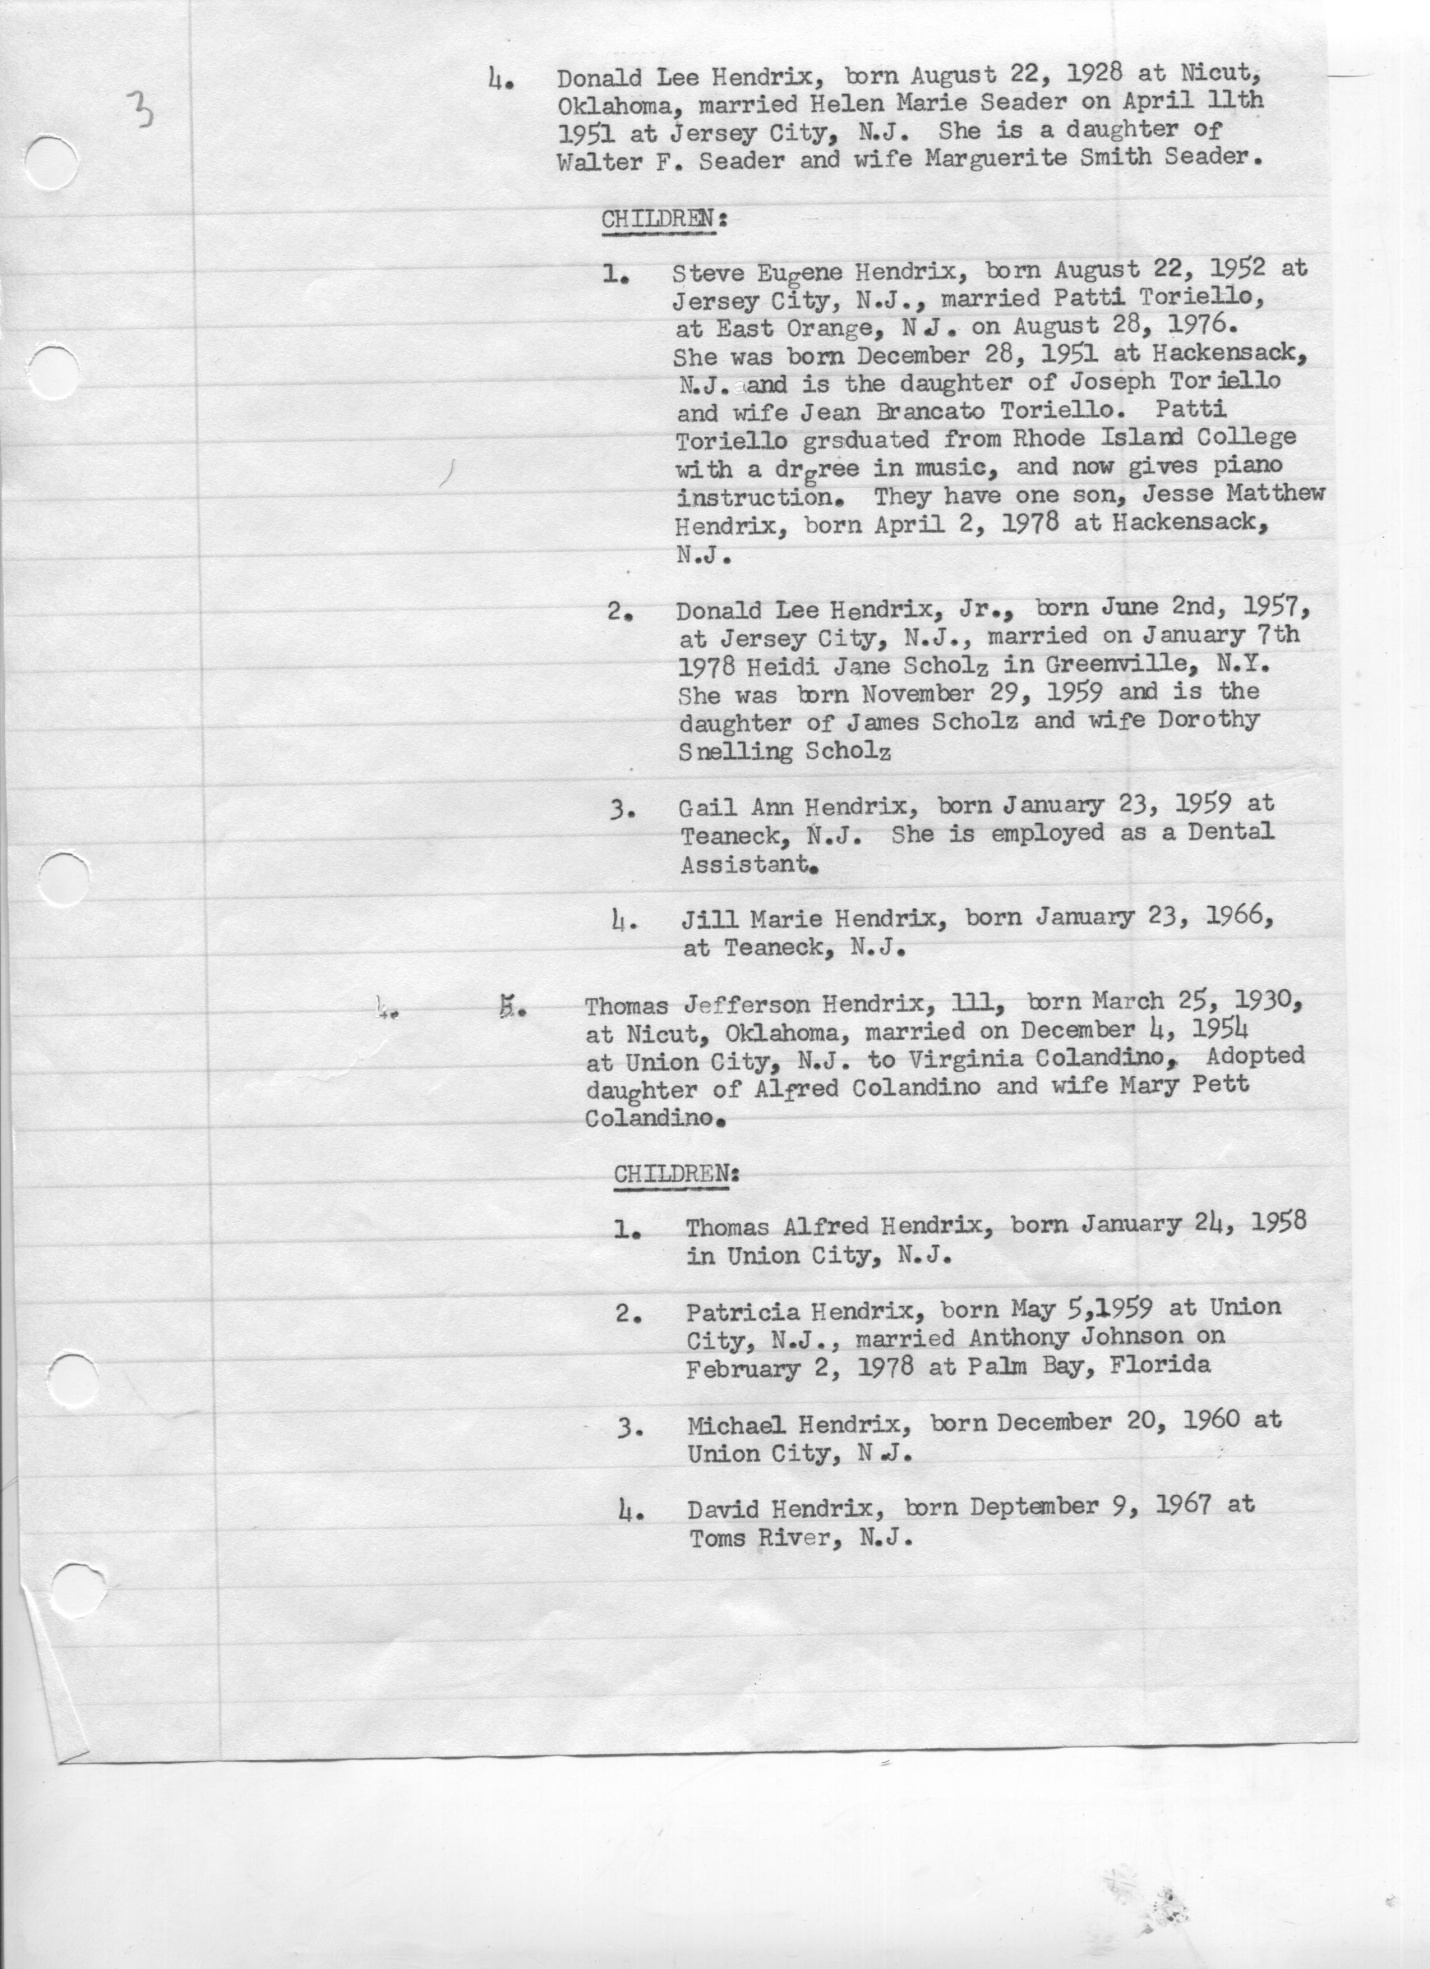 3
4. Donald Lee Hendrix, born August 22, 1928 at Nicut,
Oklahoma, married Helen Marie Seader on April 11th
1951 at Jersey City, N.J. She is a daughter of
Walter F. Seader and wife Marguerite Smith Seader.
CHILDREN:
1. Steve Eugene Hendrix, born August 22, 1952 at
Jersey City, N.J., married Patti Toriello,
at East Orange, N.J. on August 28, 1976.
She was born December 28, 1951 at Hackensack,
N.J. and is the daughter of Joseph Toriello
and wife Jean Brancato Toriello. Patti
Toriello grsduated from Rhode Island College
with a drgree in music, and now gives piano
instruction. They have one son, Jesse Matthew
Hendrix, born April 2, 1978 at Hackensack,
N.J.
2. Donald Lee Hendrix, Jr., born June 2nd, 1957,
at Jersey City, N.J., married on January 7th
1978 Heidi Jane Scholz in Greenville, N.Y.
She was born November 29, 1959 and is the
daughter of James Scholz and wife Dorothy
Snelling Scholz
3. Gail Ann Hendrix, born January 23, 1959 at
Teaneck, N.J. She is employed as a Dental
Assistant.
4. Jill Marie Hendrix, born January 23, 1966,
at Teaneck, N.J.
4. 5. Thomas Jefferson Hendrix, 111, born March 25, 1930,
at Nicut, Oklahoma, married on December 4, 1954
at Union City, N.J. to Virginia Colandino, Adopted
daughter of Alfred Colandino and wife Mary Pett
Colandino.
CHILDREN:
1. Thomas Alfred Hendrix, born January 24, 1958
in Union City, N.J.
2. Patricia Hendrix, born May 5,1959 at Union
City, N.J., married Anthony Johnson on
February 2, 1978 at Palm Bay, Florida
3. Michael Hendrix, born December 20, 1960 at
Union City, N.J.
4. David Hendrix, born Deptember 9, 1967 at
Toms River, N.J.